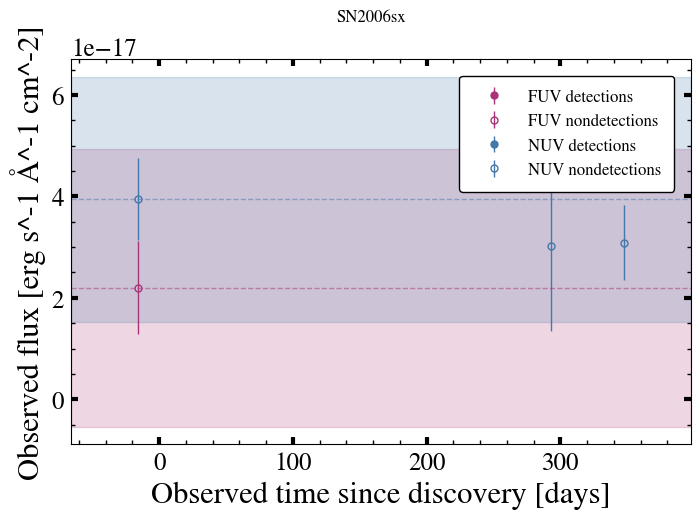 SN2006sx
1e−17
6
4
2
0
FUV detections
FUV nondetections
NUV detections
NUV nondetections
Observed flux [erg s^-1 Å^-1 cm^-2]
0 100 200 300
Observed time since discovery [days]